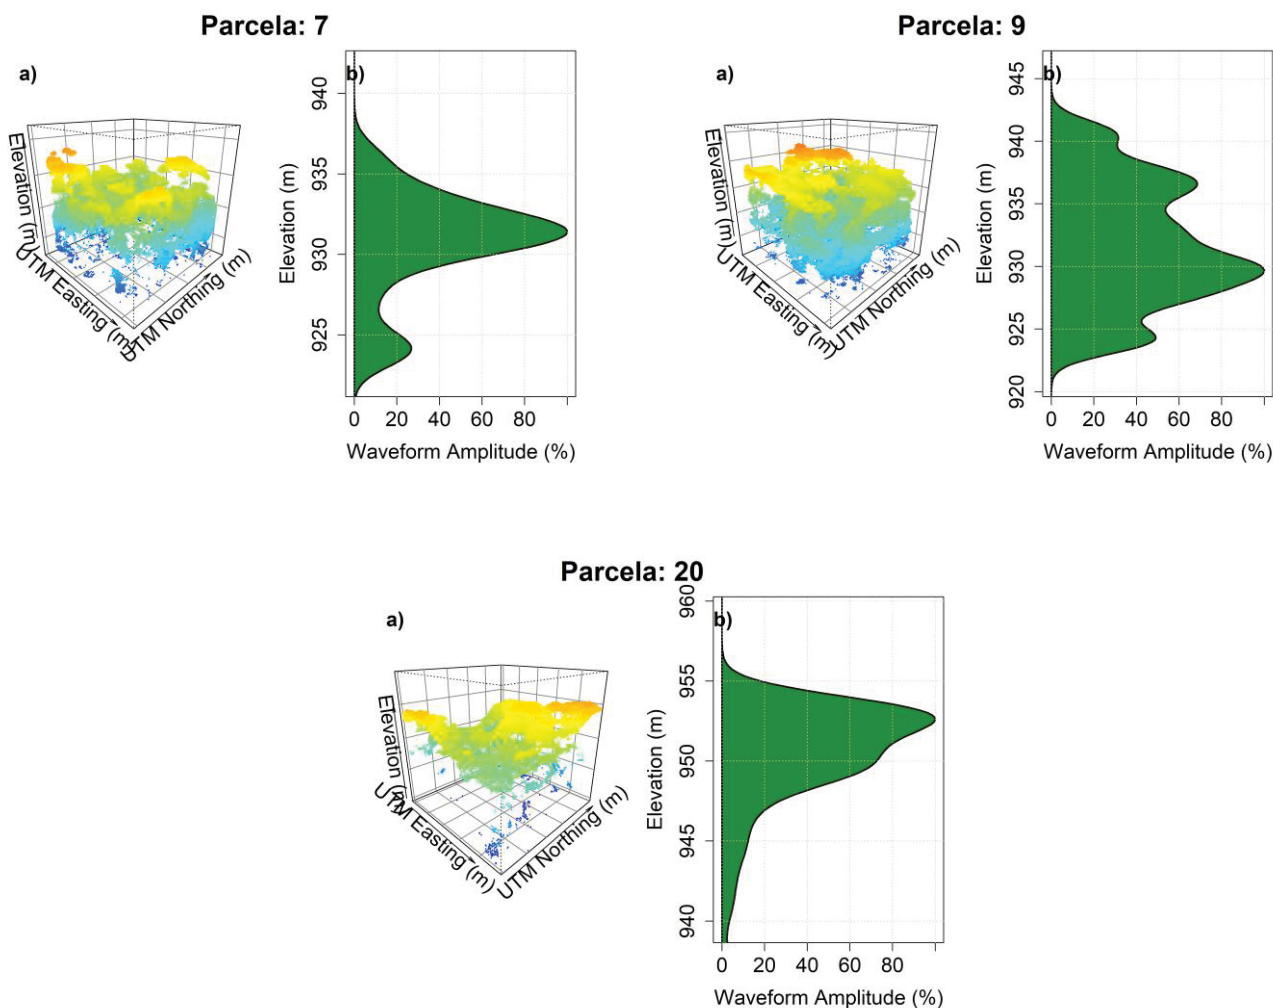 Parcela: 7
a)
Elevation (m)
UTM Easting (m)
UTM Northing (m)
b)
Elevation (m)
940
935
930
925
0 20 40 60 80
Waveform Amplitude (%)
Parcela: 9
a)
Elevation (m)
UTM Easting (m)
UTM Northing (m)
b)
Elevation (m)
945
940
935
930
925
920
0 20 40 60 80
Waveform Amplitude (%)
Parcela: 20
a)
Elevation (m)
UTM Easting (m)
UTM Northing (m)
b)
Elevation (m)
960
955
950
945
940
0 20 40 60 80
Waveform Amplitude (%)